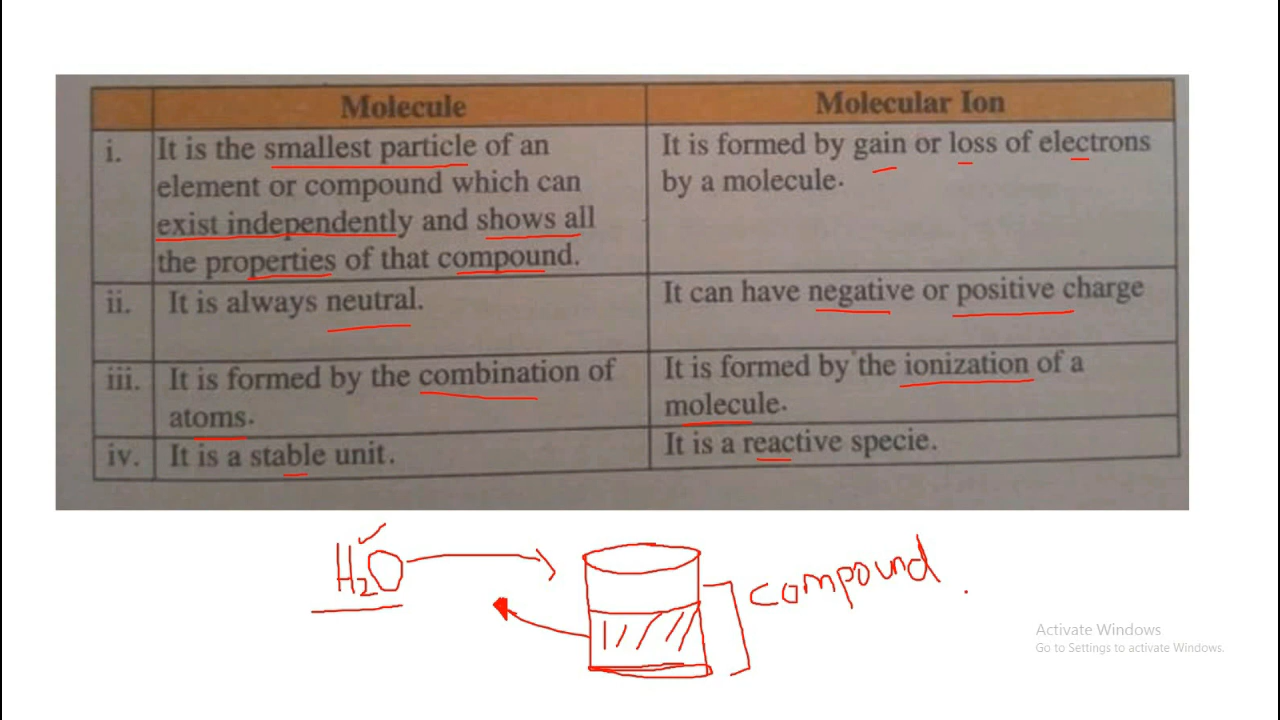 Molecule
Molecular Ion
i.
It is the smallest particle of an
element or compound which can
exist independently and shows all
the properties of that compound.
It is formed by gain or loss of electrons
by a molecule.
ii.
It is always neutral.
It can have negative or positive charge
iii.
It is formed by the combination of
atoms.
It is formed by the ionization of a
molecule.
iv.
It is a stable unit.
It is a reactive specie.
H₂O
compound.
Activate Windows
Go to Settings to activate Windows.